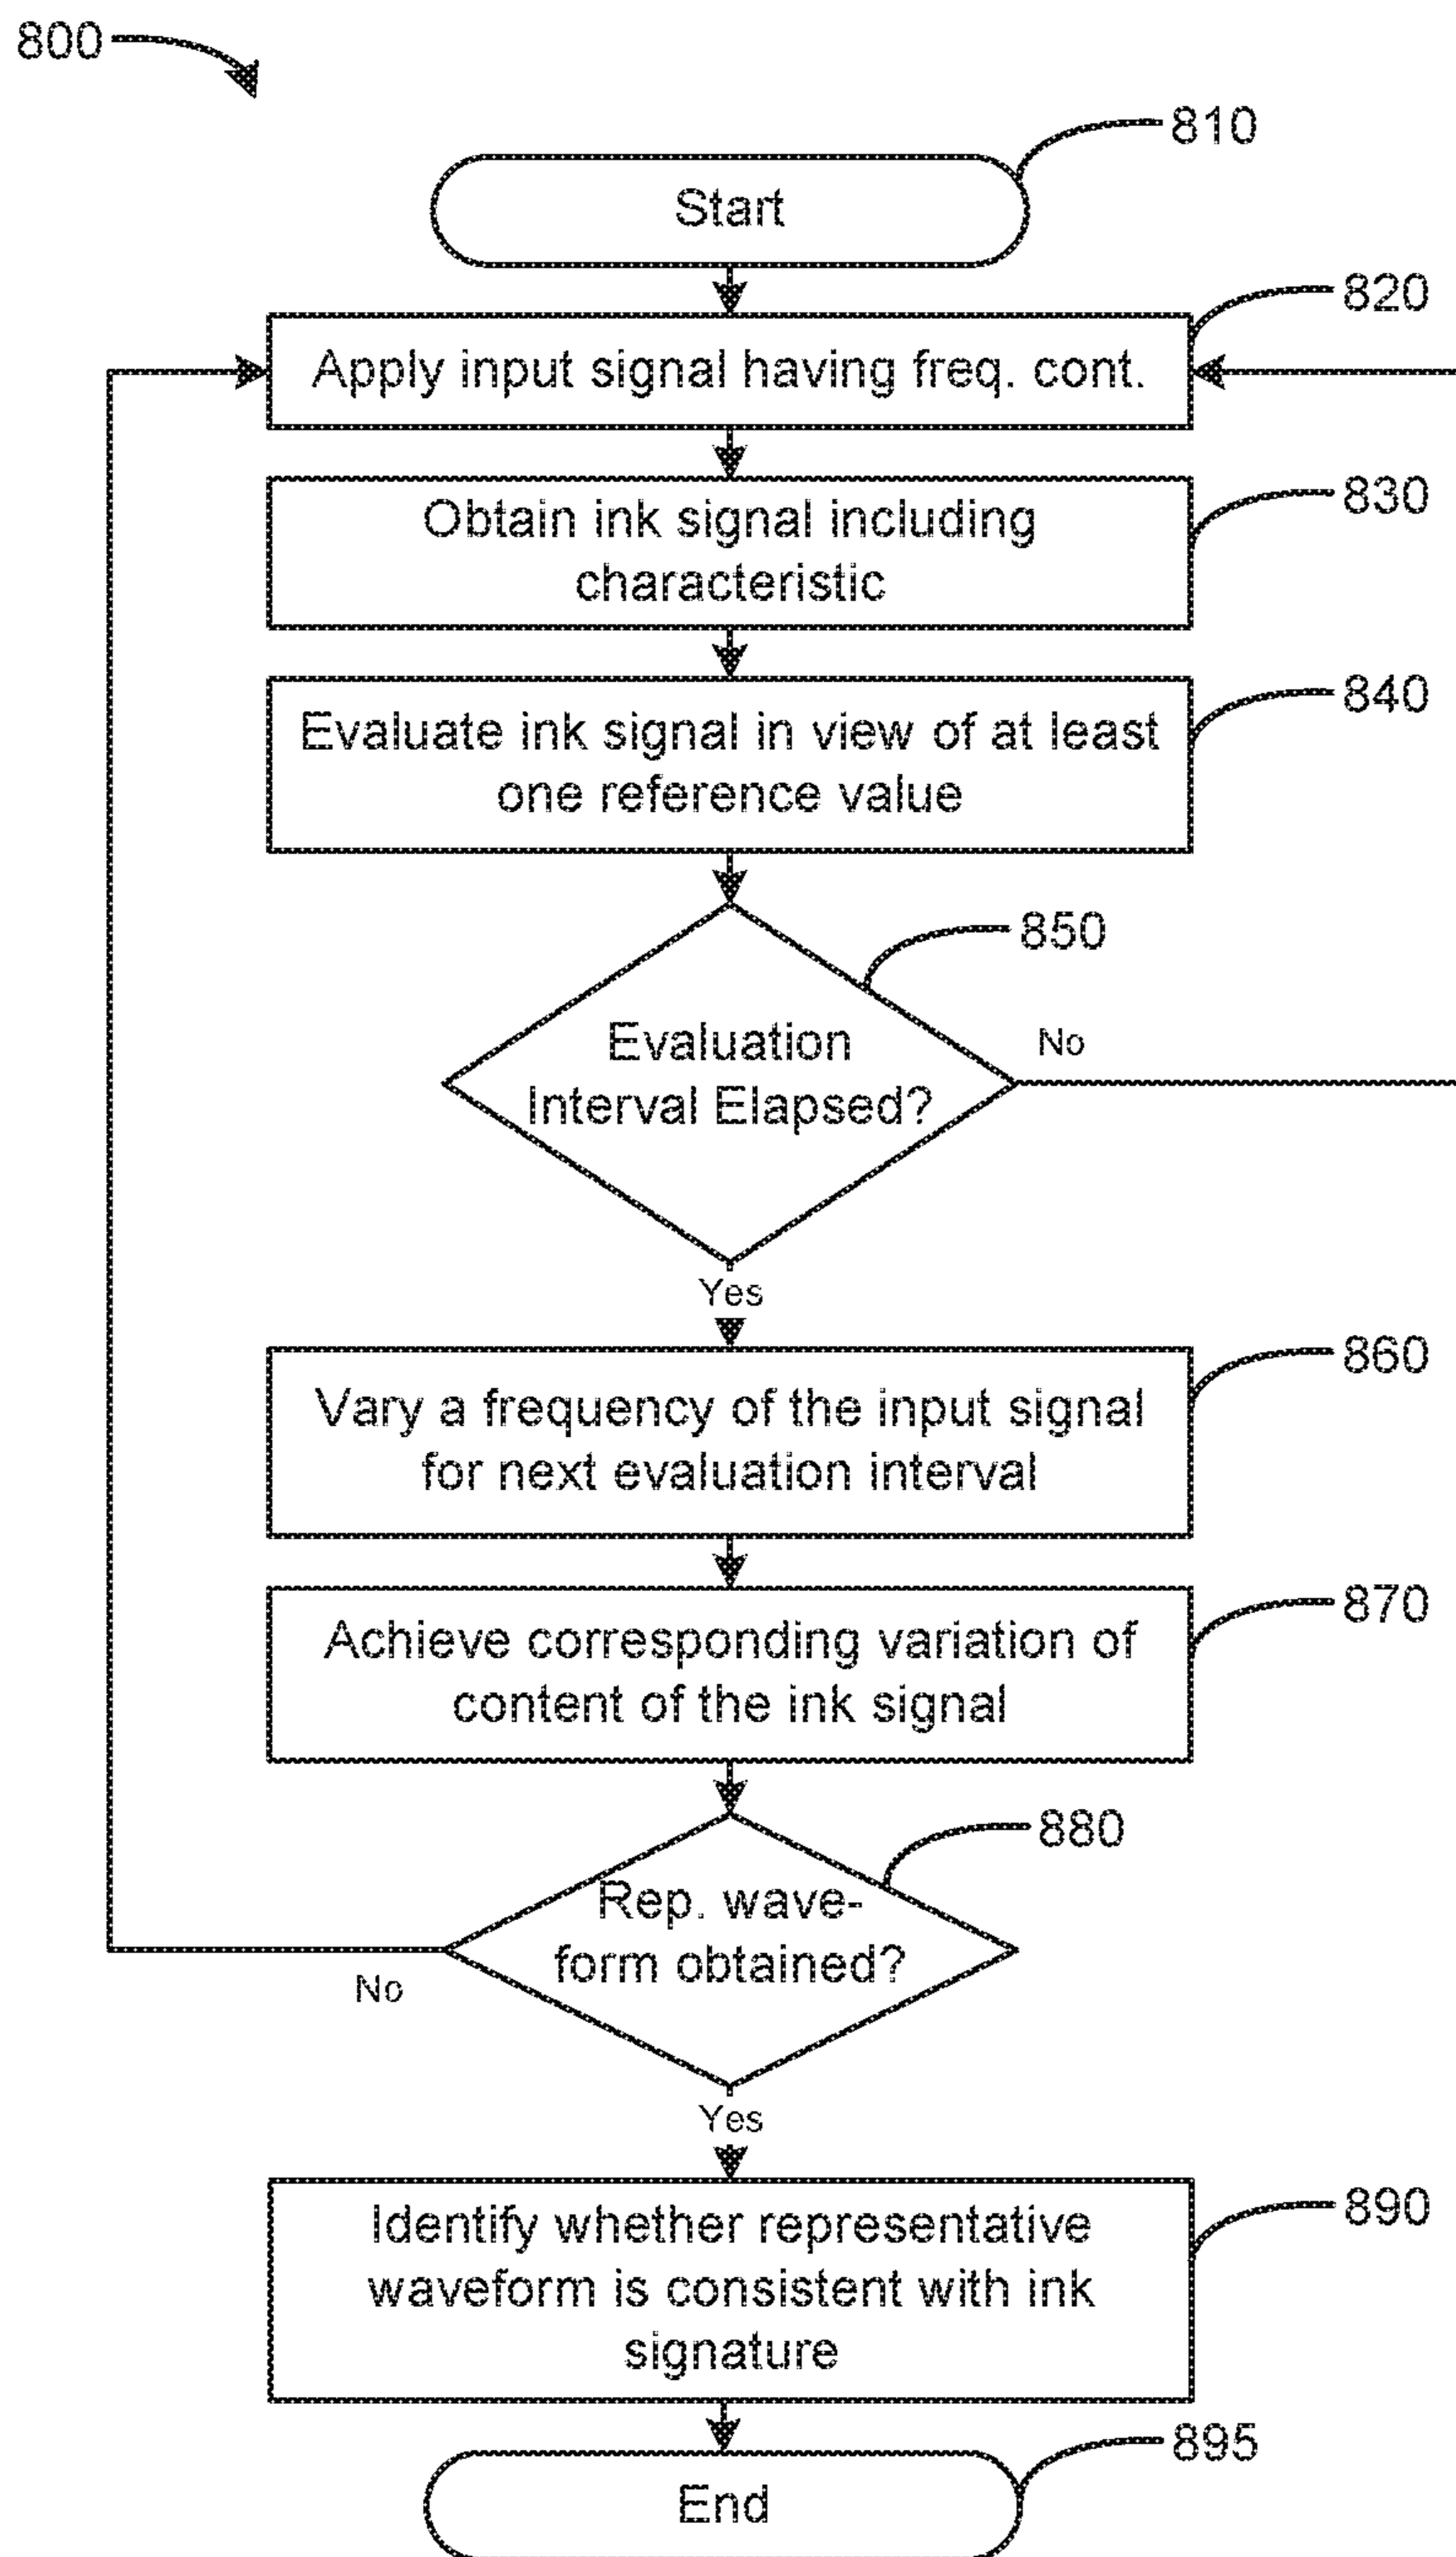 800
810
Start
820
Apply input signal having freq. cont.
830
Obtain ink signal including
characteristic
840
Evaluate ink signal in view of at least
one reference value
850
Evaluation
Interval Elapsed?
No
Yes
860
Vary a frequency of the input signal
for next evaluation interval
870
Achieve corresponding variation of
content of the ink signal
880
Rep. wave-
form obtained?
No
Yes
890
Identify whether representative
waveform is consistent with ink
signature
895
End